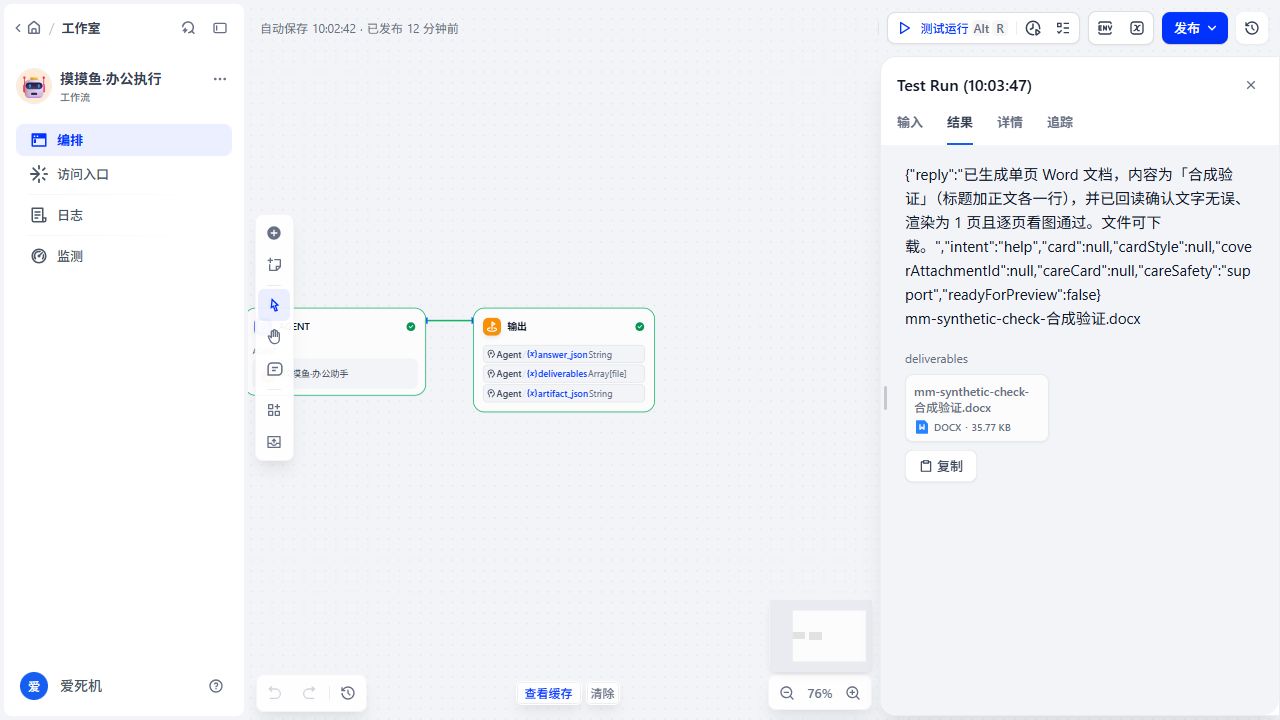 工作室
自动保存 10:02:42 · 已发布 12 分钟前
测试运行 Alt R
ENV
发布
摸摸鱼·办公执行
工作流
编排
访问入口
日志
监测
Test Run (10:03:47)
输入
结果
详情
追踪
{"reply":"已生成单页 Word 文档，内容为「合成验
证」（标题加正文各一行），并已回读确认文字无误、
渲染为 1 页且逐页看图通过。文件可下
载。","intent":"help","card":null,"cardStyle":null,"cove
rAttachmentId":null,"careCard":null,"careSafety":"sup
port","readyForPreview":false}
mm-synthetic-check-合成验证.docx
deliverables
mm-synthetic-check-
合成验证.docx
DOCX · 35.77 KB
复制
ENT
摸鱼·办公助手
输出
Agent (x)answer_json String
Agent (x)deliverables Array[file]
Agent (x)artifact_json String
爱
爱死机
查看缓存
清除
76%